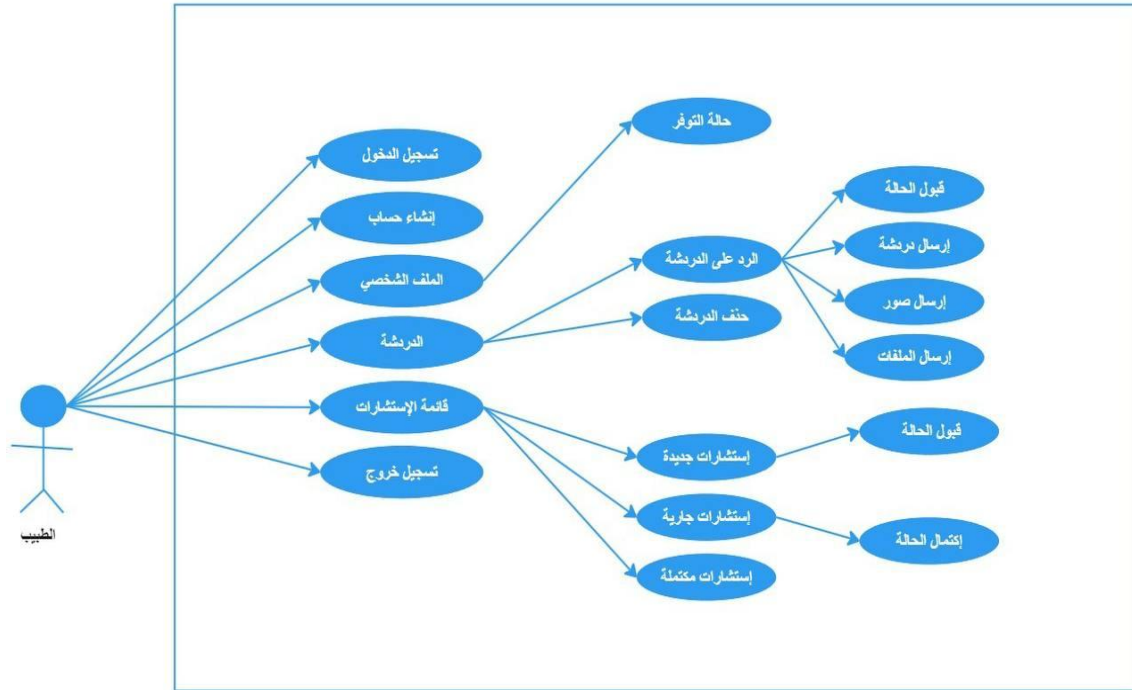 حالة التوفر
تسجيل الدخول
قبول الحالة
إنشاء حساب
إرسال دردشة
الرد على الدردشة
الملف الشخصي
إرسال صور
حذف الدردشة
الدردشة
إرسال الملفات
قائمة الإستشارات
قبول الحالة
إستشارات جديدة
تسجيل خروج
إستشارات جارية
إكتمال الحالة
الطبيب
إستشارات مكتملة